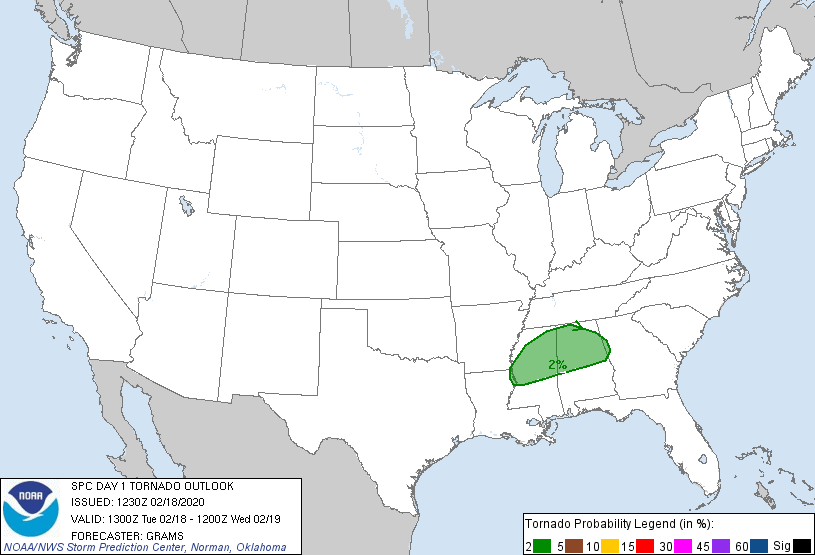 2%
NOAA
SPC DAY 1 TORNADO OUTLOOK
ISSUED: 1230Z 02/18/2020
VALID: 1300Z Tue 02/18 - 1200Z Wed 02/19
FORECASTER: GRAMS
NOAA/NWS Storm Prediction Center, Norman, Oklahoma
Tornado Probability Legend (in %):
2 5 10 15 30 45 60 Sig